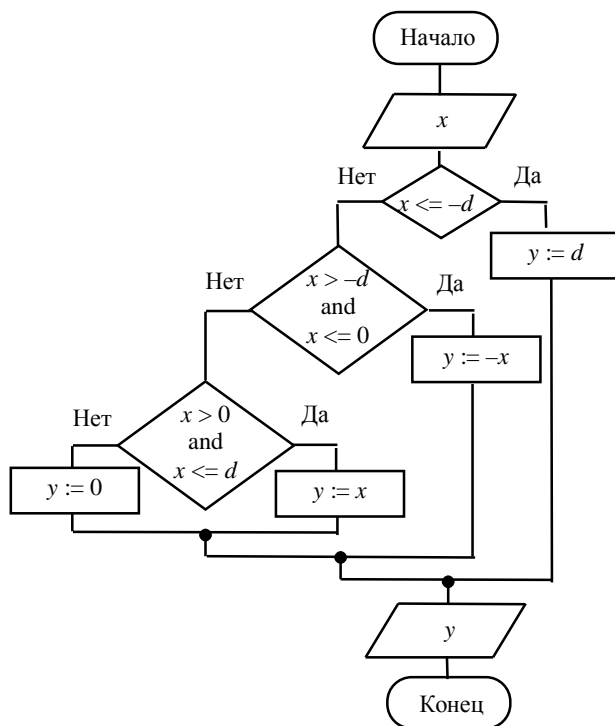 Начало
x
Нет
Да
x <= –d
y := d
Нет
x > –d
and
x <= 0
Да
y := –x
Нет
x > 0
and
x <= d
Да
y := 0
y := x
y
Конец